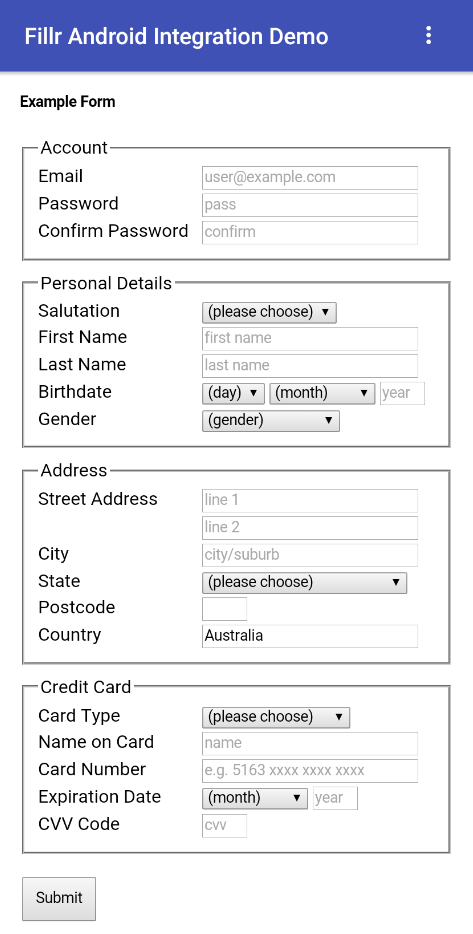 Fillr Android Integration Demo
Example Form
Account
Email user@example.com
Password pass
Confirm Password confirm
Personal Details
Salutation (please choose)
First Name first name
Last Name last name
Birthdate (day) (month) year
Gender (gender)
Address
Street Address line 1
line 2
City city/suburb
State (please choose)
Postcode
Country Australia
Credit Card
Card Type (please choose)
Name on Card name
Card Number e.g. 5163 xxxx xxxx xxxx
Expiration Date (month) year
CVV Code cvv
Submit